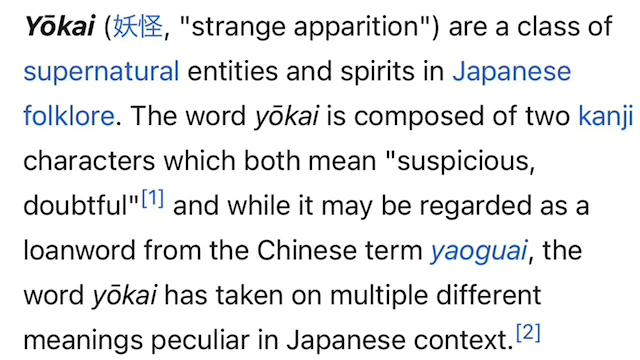 Yōkai (妖怪, "strange apparition") are a class of
supernatural entities and spirits in Japanese
folklore. The word yōkai is composed of two kanji
characters which both mean "suspicious,
doubtful"[1] and while it may be regarded as a
loanword from the Chinese term yaoguai, the
word yōkai has taken on multiple different
meanings peculiar in Japanese context.[2]